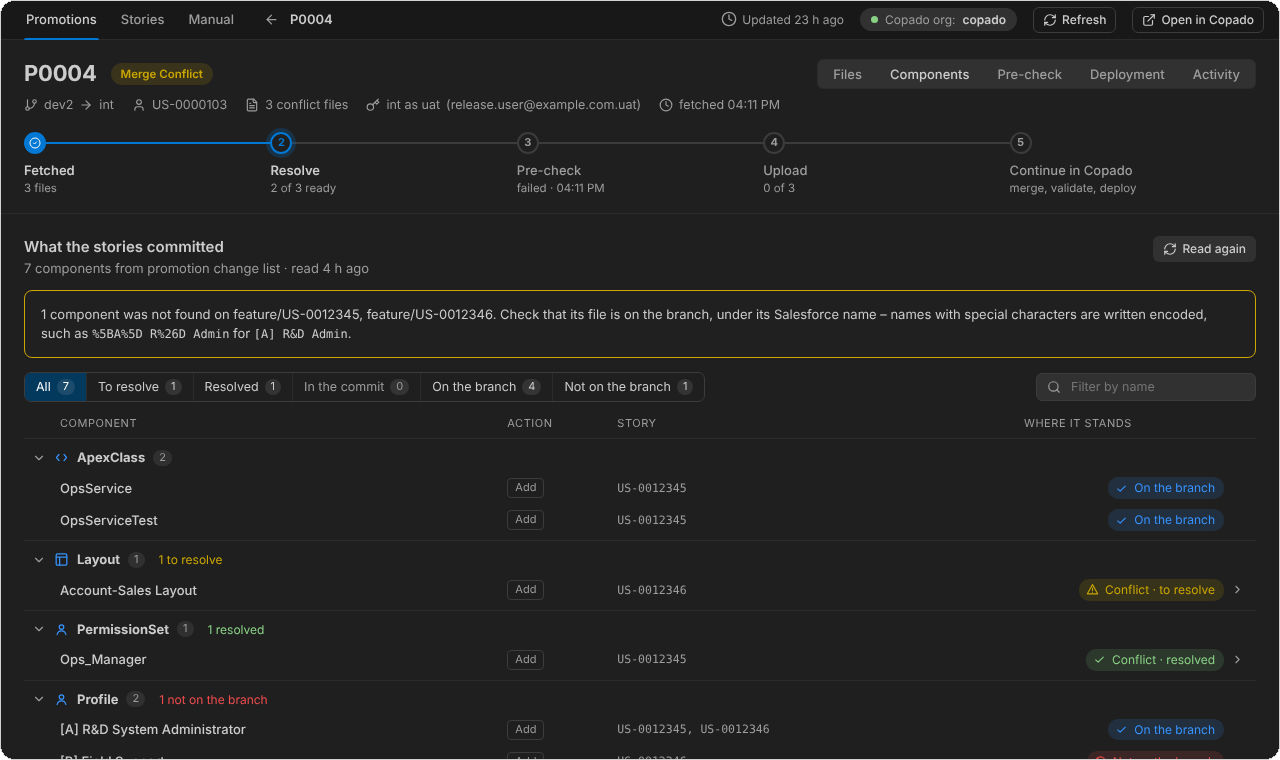 Promotions Stories Manual ← P0004 Updated 23 h ago Copado org: copado Refresh Open in Copado
P0004 Merge Conflict Files Components Pre-check Deployment Activity
dev2 → int US-0000103 3 conflict files int as uat (release.user@example.com.uat) fetched 04:11 PM
2 3 4 5
Fetched Resolve Pre-check Upload Continue in Copado
3 files 2 of 3 ready failed · 04:11 PM 0 of 3 merge, validate, deploy
What the stories committed Read again
7 components from promotion change list · read 4 h ago
1 component was not found on feature/US-0012345, feature/US-0012346. Check that its file is on the branch, under its Salesforce name – names with special characters are written encoded,
such as %5BA%5D R%26D Admin for [A] R&D Admin.
All 7 To resolve 1 Resolved 1 In the commit 0 On the branch 4 Not on the branch 1 Filter by name
COMPONENT ACTION STORY WHERE IT STANDS
ApexClass 2
OpsService Add US-0012345 On the branch
OpsServiceTest Add US-0012345 On the branch
Layout 1 1 to resolve
Account-Sales Layout Add US-0012346 Conflict · to resolve
PermissionSet 1 1 resolved
Ops_Manager Add US-0012345 Conflict · resolved
Profile 2 1 not on the branch
[A] R&D System Administrator Add US-0012345, US-0012346 On the branch